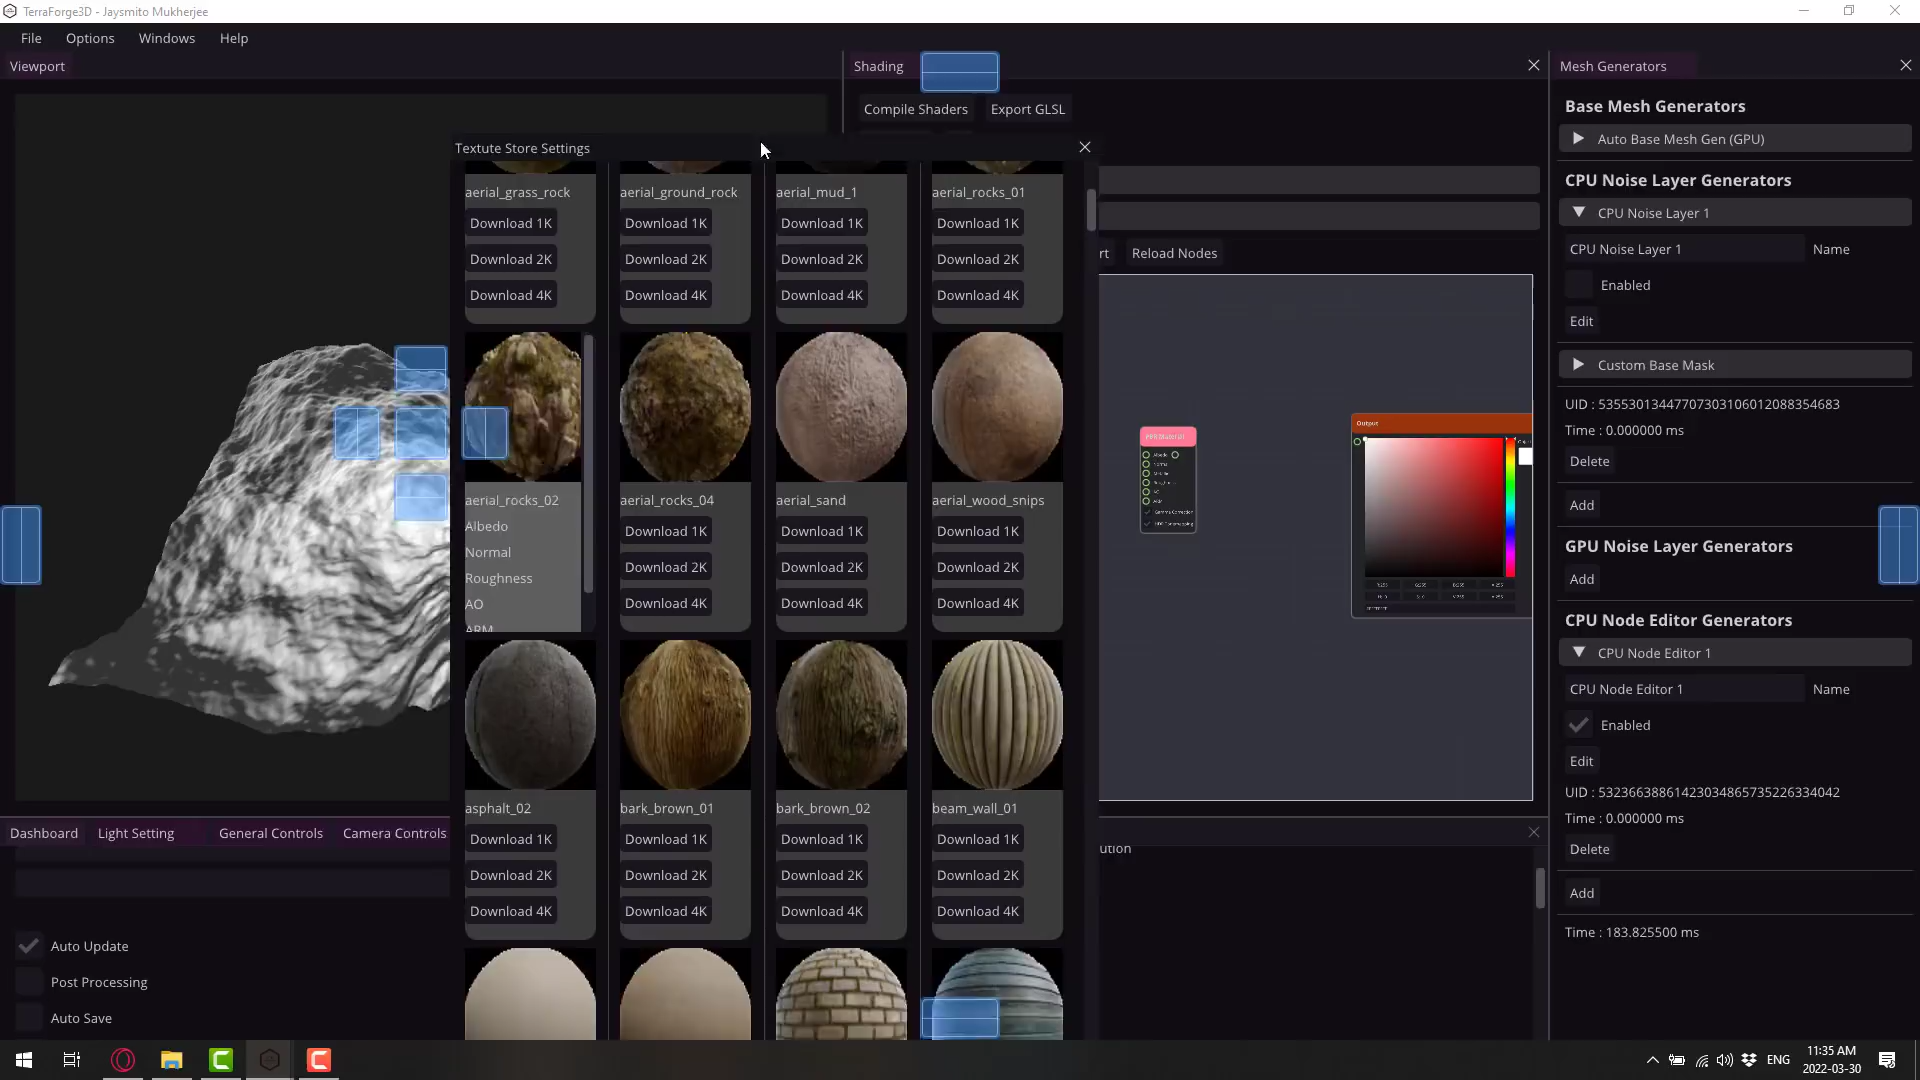 TerraForge3D - Jaysmito Mukherjee
File Options Windows Help
Viewport
Shading
Mesh Generators
Compile Shaders Export GLSL
Base Mesh Generators
Auto Base Mesh Gen (GPU)
Textute Store Settings
CPU Noise Layer Generators
CPU Noise Layer 1
CPU Noise Layer 1 Name
Enabled
Edit
Custom Base Mask
UID : 53553013447707303106012088354683
Time : 0.000000 ms
Delete
Add
GPU Noise Layer Generators
Add
CPU Node Editor Generators
CPU Node Editor 1
CPU Node Editor 1 Name
Enabled
Edit
UID : 53236638861423034865735226334042
Time : 0.000000 ms
Delete
Add
Time : 183.825500 ms
aerial_grass_rock aerial_ground_rock aerial_mud_1 aerial_rocks_01
Download 1K Download 1K Download 1K Download 1K
Download 2K Download 2K Download 2K Download 2K
Download 4K Download 4K Download 4K Download 4K
rt Reload Nodes
aerial_rocks_02 aerial_rocks_04 aerial_sand aerial_wood_snips
Albedo Download 1K Download 1K Download 1K
Normal Download 2K Download 2K Download 2K
Roughness Download 4K Download 4K Download 4K
AO
ARM
Output
asphalt_02 bark_brown_01 bark_brown_02 beam_wall_01
Download 1K Download 1K Download 1K Download 1K
Download 2K Download 2K Download 2K Download 2K
Download 4K Download 4K Download 4K Download 4K
ution
Dashboard Light Setting General Controls Camera Controls
Auto Update
Post Processing
Auto Save
ENG
11:35 AM
2022-03-30